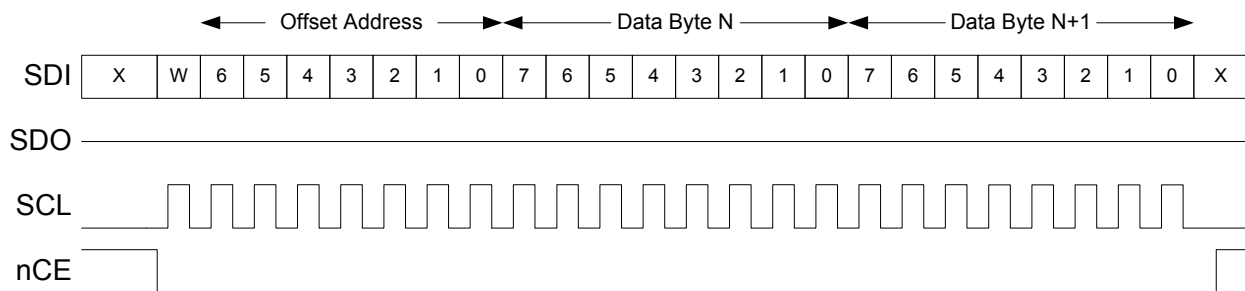 Offset Address Data Byte N Data Byte N+1
SDI X W 6 5 4 3 2 1 0 7 6 5 4 3 2 1 0 7 6 5 4 3 2 1 0 X
SDO
SCL
nCE